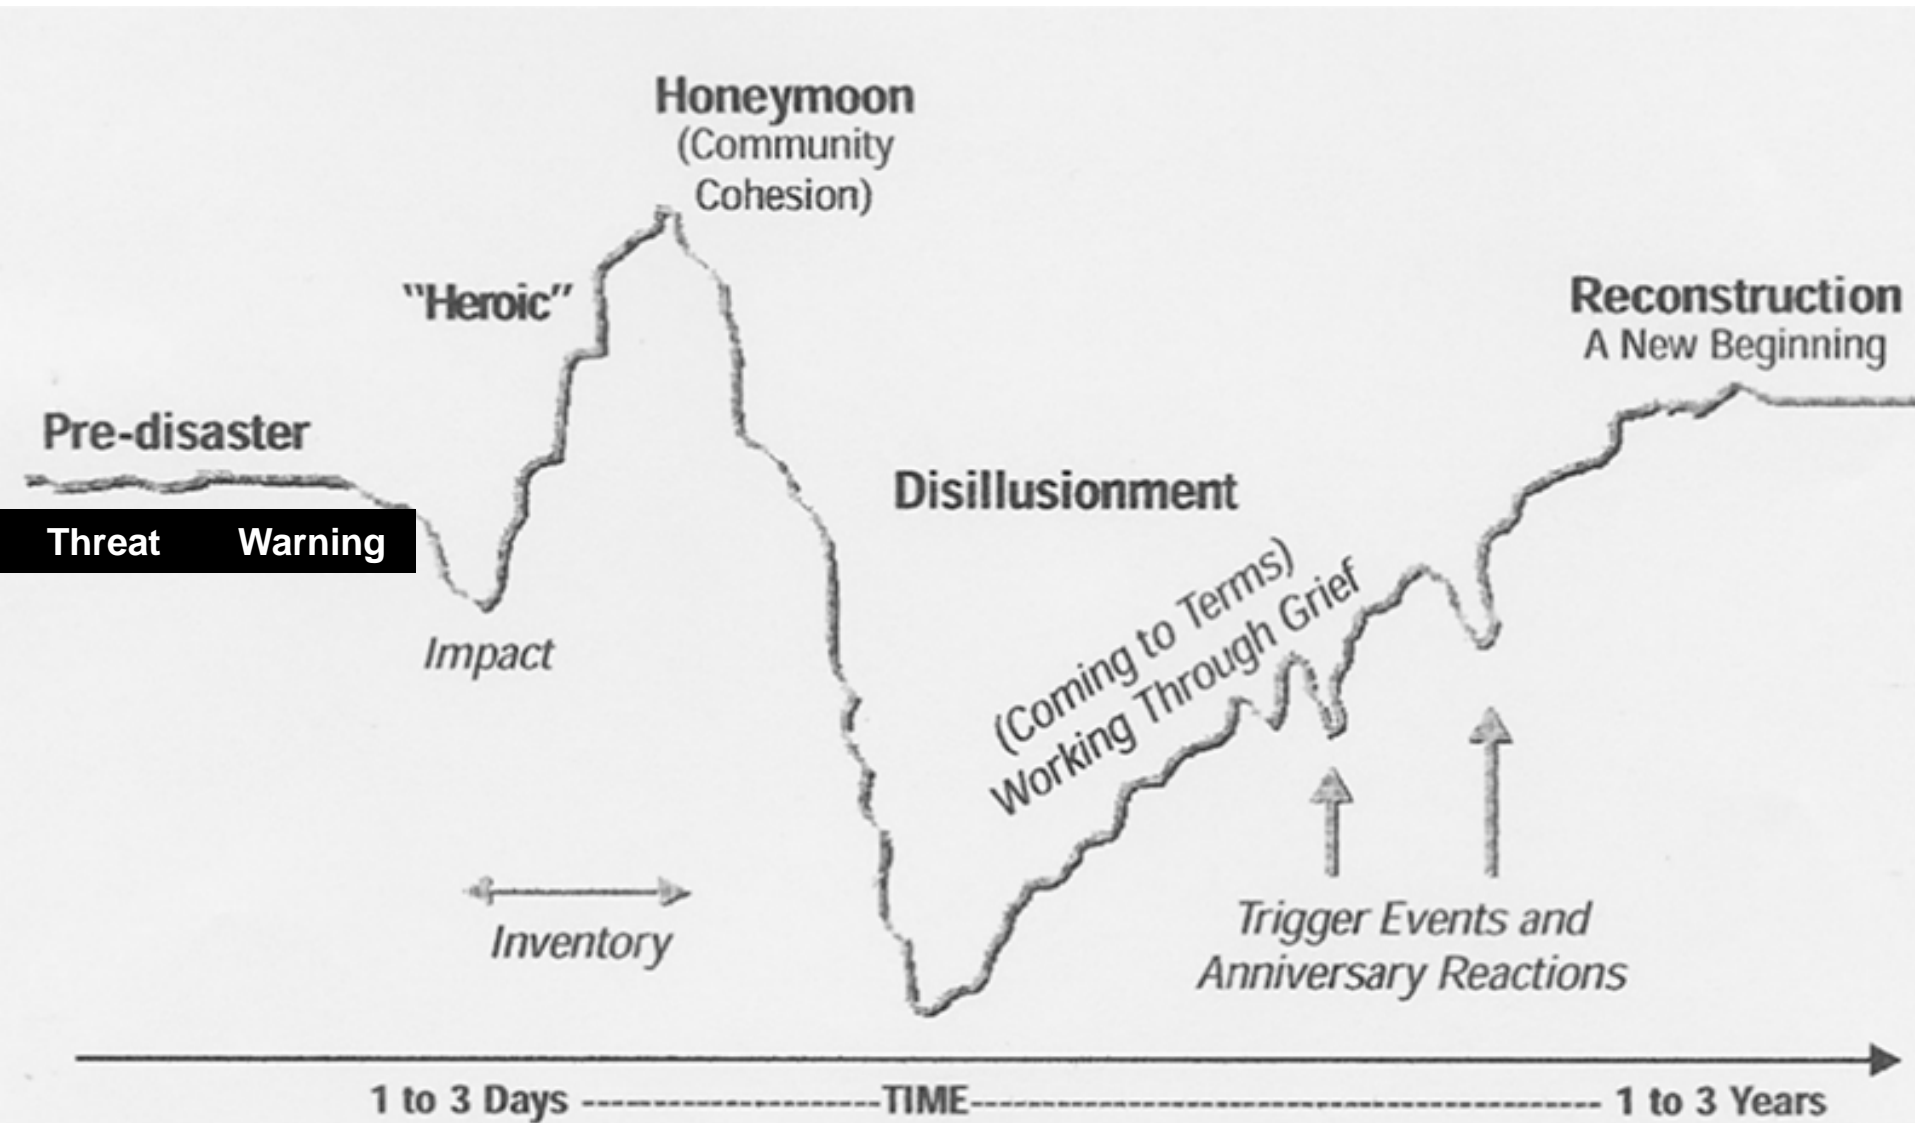 Honeymoon
(Community
Cohesion)
“Heroic”
Reconstruction
A New Beginning
Pre-disaster
Threat Warning
Disillusionment
Impact
(Coming to Terms)
Working Through Grief
Inventory
Trigger Events and
Anniversary Reactions
1 to 3 Days ---------------------TIME-------------------------------------------- 1 to 3 Years